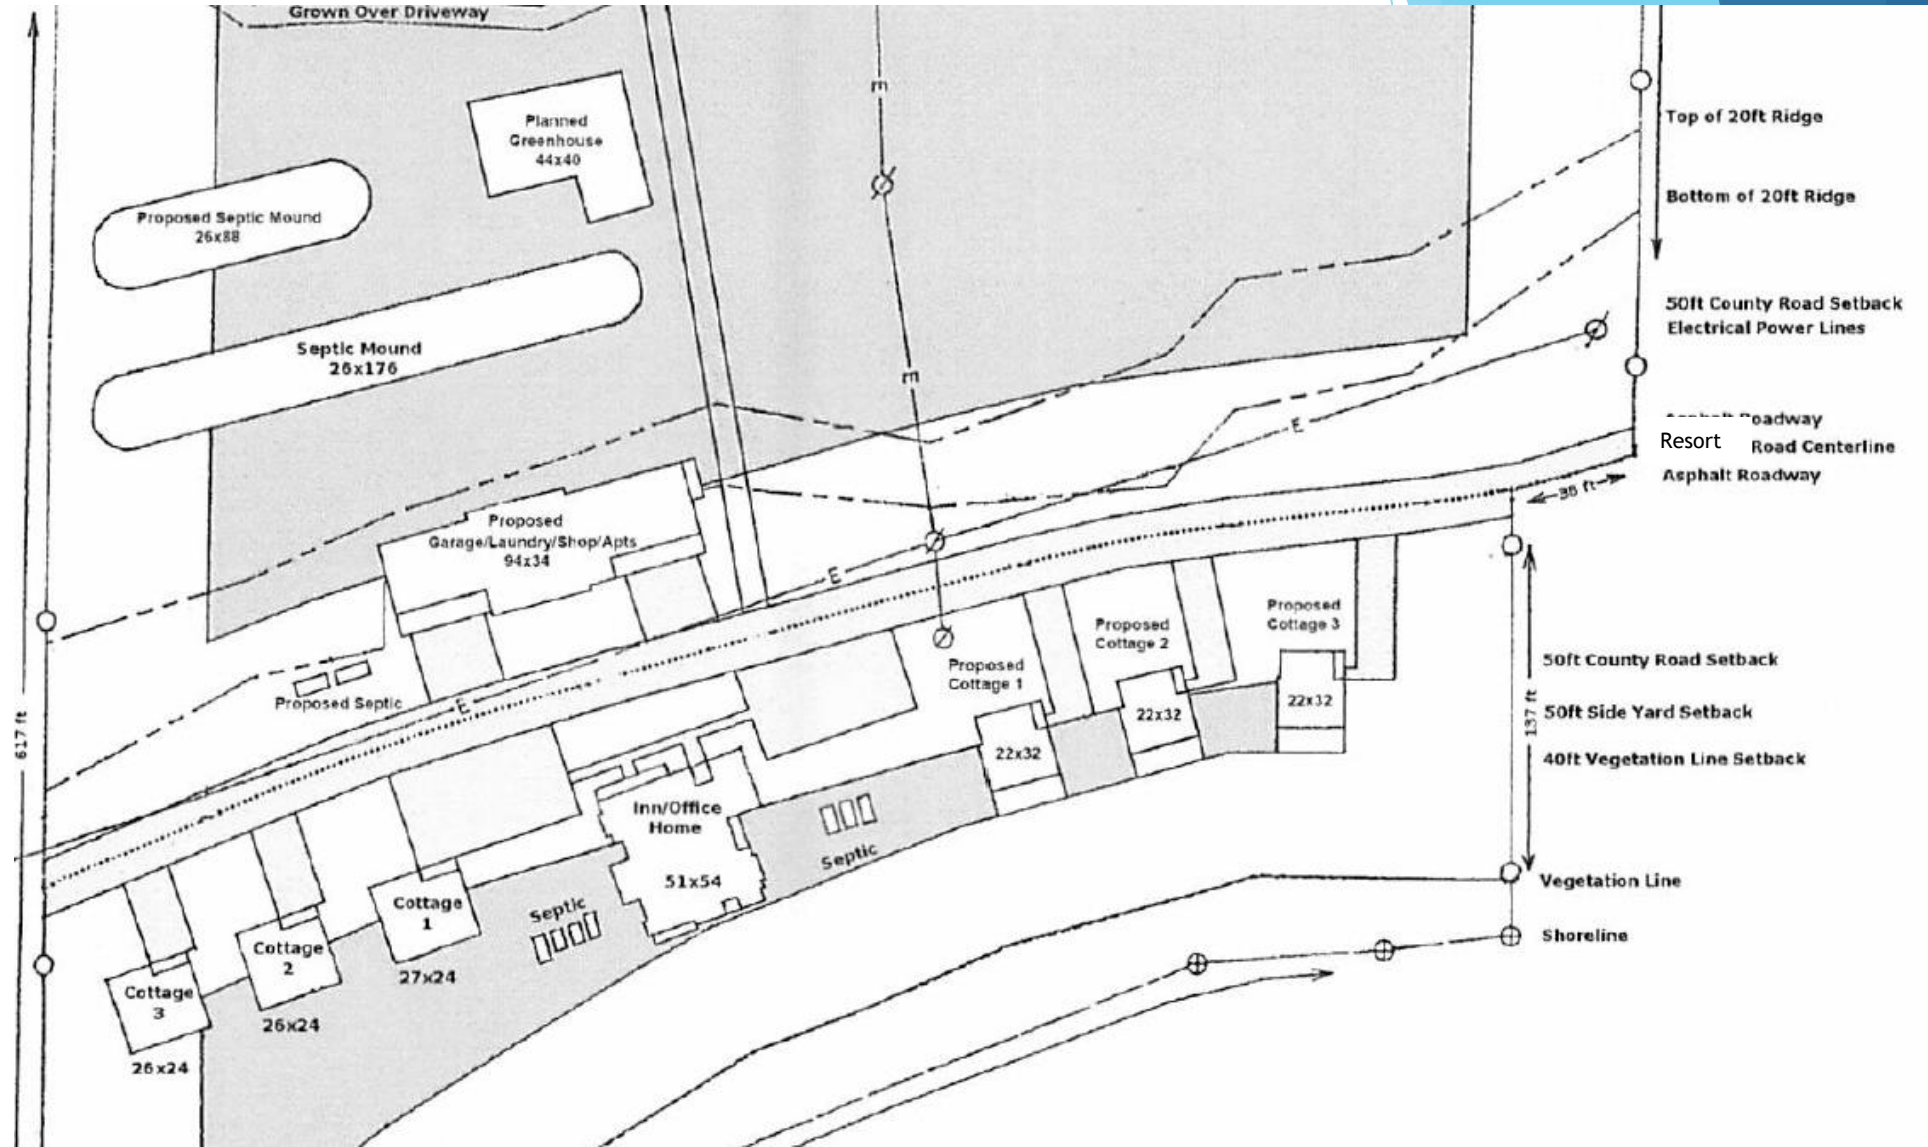 Grown Over Driveway
Planned
Greenhouse
44x40
Top of 20ft Ridge
Bottom of 20ft Ridge
Proposed Septic Mound
26x88
50ft County Road Setback
Electrical Power Lines
Septic Mound
26x176
E
E
E
E
E
Roadway
Resort Road Centerline
Asphalt Roadway
36 ft
Proposed
Garage/Laundry/Shop/Apts
94x34
Proposed Septic
Proposed
Cottage 1
22x32
Proposed
Cottage 2
22x32
Proposed
Cottage 3
22x32
50ft County Road Setback
50ft Side Yard Setback
40ft Vegetation Line Setback
617 ft
137 ft
Inn/Office
Home
51x54
Septic
Septic
Cottage
1
27x24
Cottage
2
26x24
Cottage
3
26x24
Vegetation Line
Shoreline